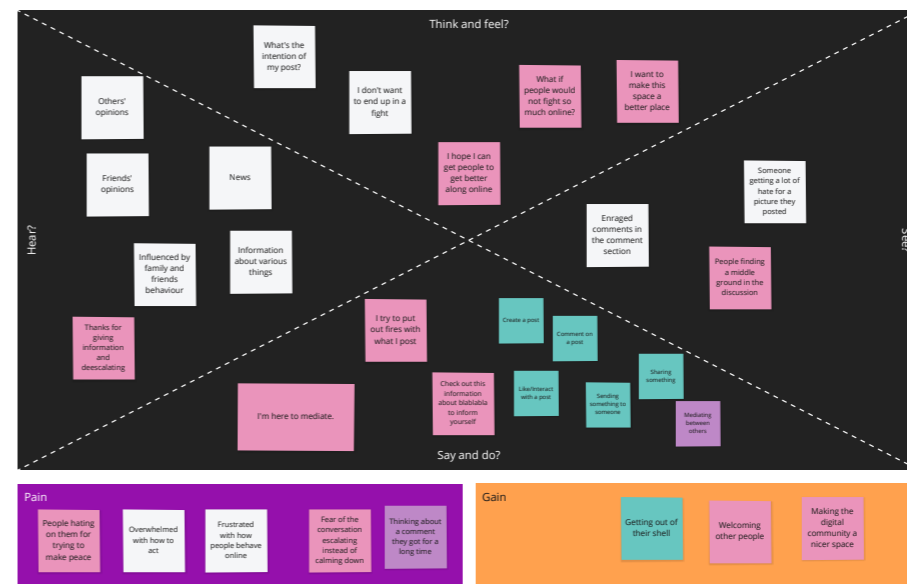 Think and feel?
What's the
intention of
my post?
I don't want
to end up in a
fight
What if
people would
not fight so
much online?
I want to
make this
space a
better place
I hope I can
get people to
get better
along online
Hear?
Others'
opinions
Friends'
opinions
News
Influenced by
family and
friends
behaviour
Information
about various
things
Thanks for
giving
information
and
deescalating
See?
Someone
getting a lot of
hate for a
picture they
posted
Enraged
comments in
the comment
section
People finding
a middle
ground in the
discussion
I try to put
out fires with
what I post
Create a post
Comment on
a post
I'm here to mediate.
Check out this
information
about blablabla
to inform
yourself
Like/Interact
with a post
Sending
something to
someone
Sharing
something
Mediating
between
others
Say and do?
Pain
People hating
on them for
trying to
make peace
Overwhelmed
with how to
act
Frustrated
with how
people behave
online
Fear of the
conversation
escalating
instead of
calming down
Thinking about
a comment
they got for a
long time
Gain
Getting out of
their shell
Welcoming
other people
Making the
digital
community a
nicer space